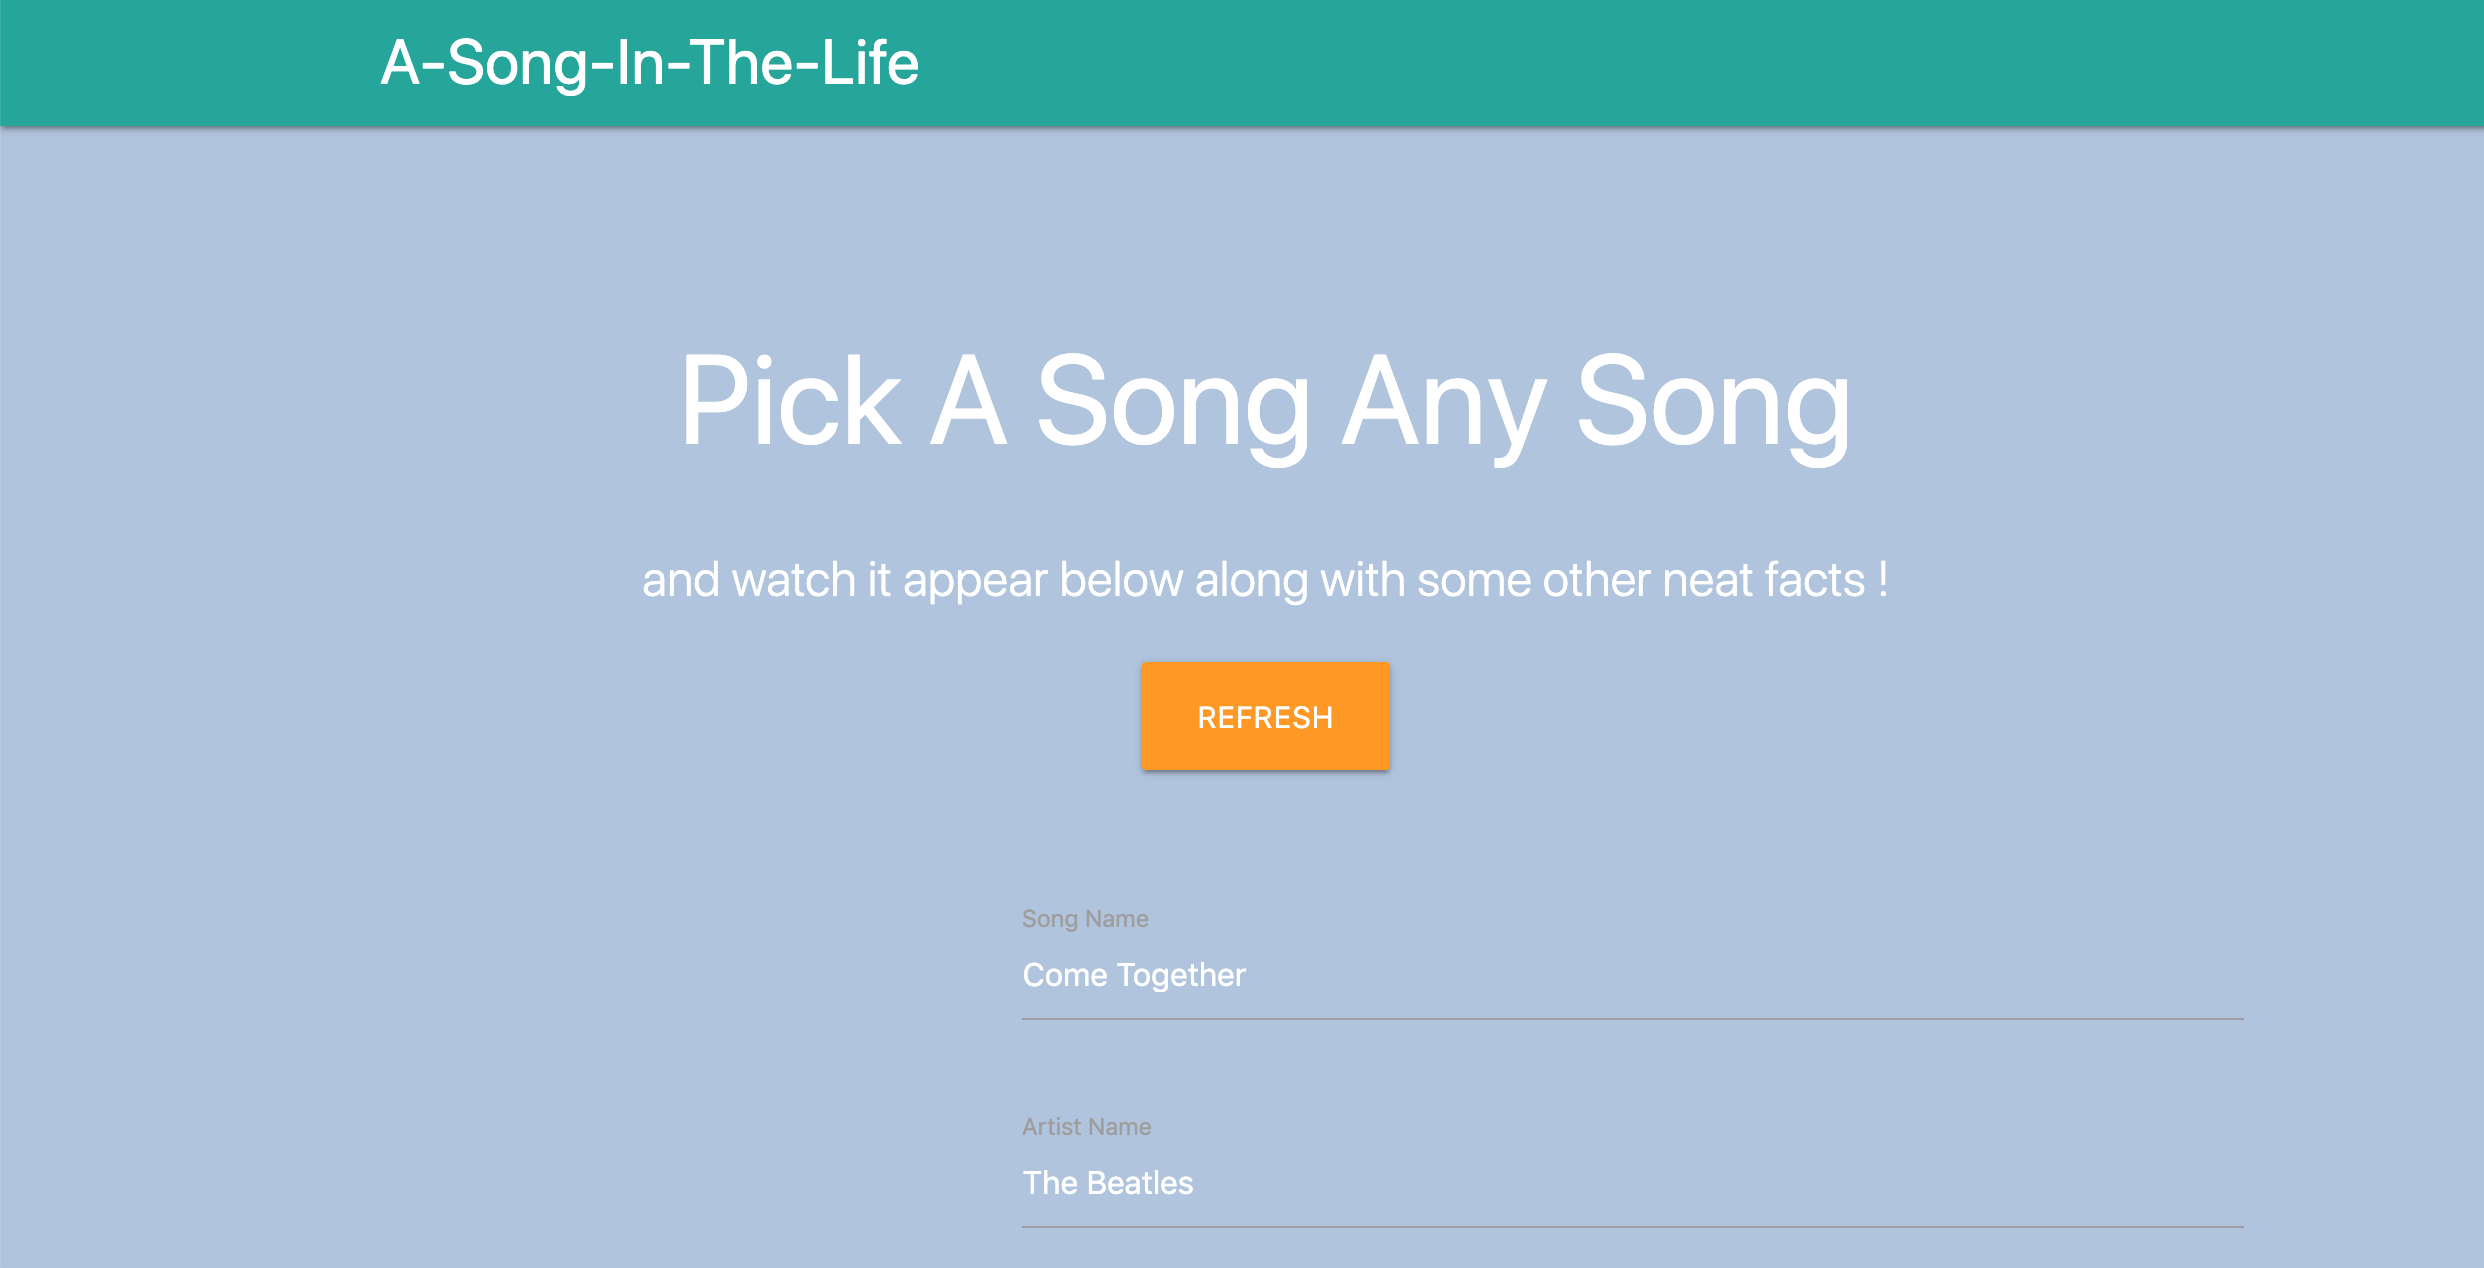 A-Song-In-The-Life
Pick A Song Any Song
and watch it appear below along with some other neat facts !
REFRESH
Song Name
Come Together
Artist Name
The Beatles